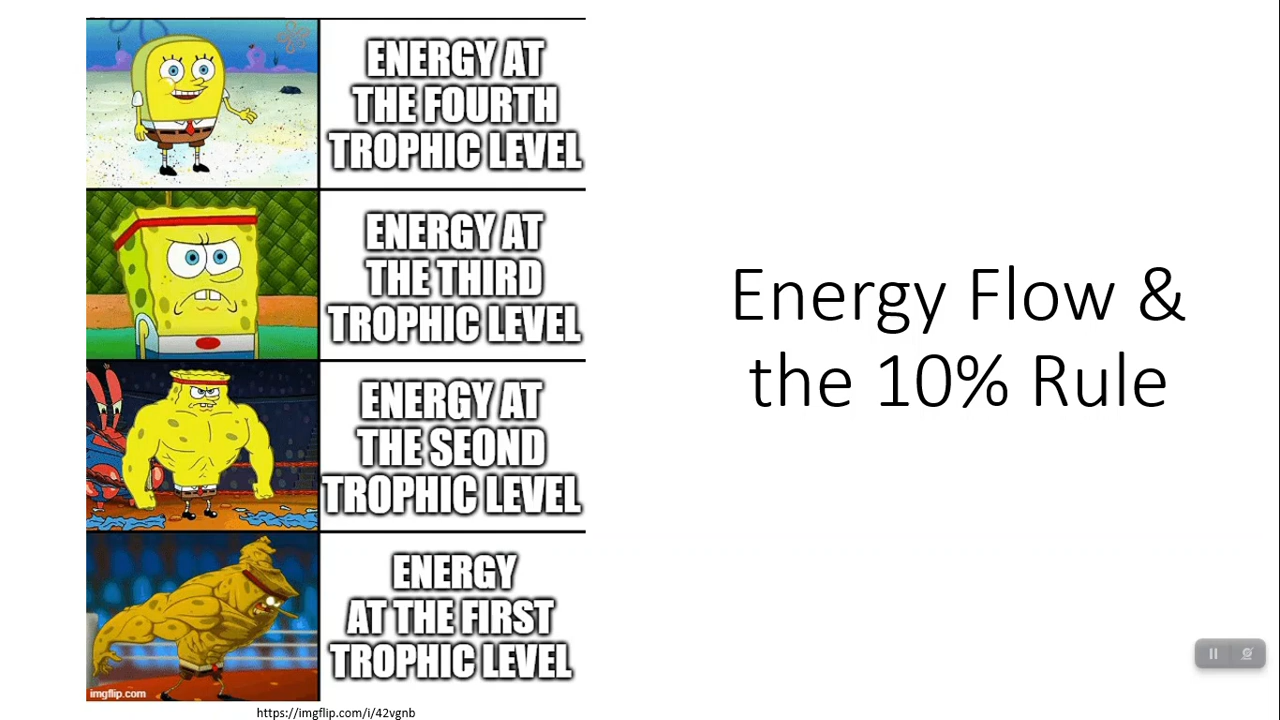 ENERGY AT
THE FOURTH
TROPHIC LEVEL
ENERGY AT
THE THIRD
TROPHIC LEVEL
ENERGY AT
THE SEOND
TROPHIC LEVEL
ENERGY
AT THE FIRST
TROPHIC LEVEL
imgflip.com
https://imgflip.com/i/42vgnb
Energy Flow &
the 10% Rule